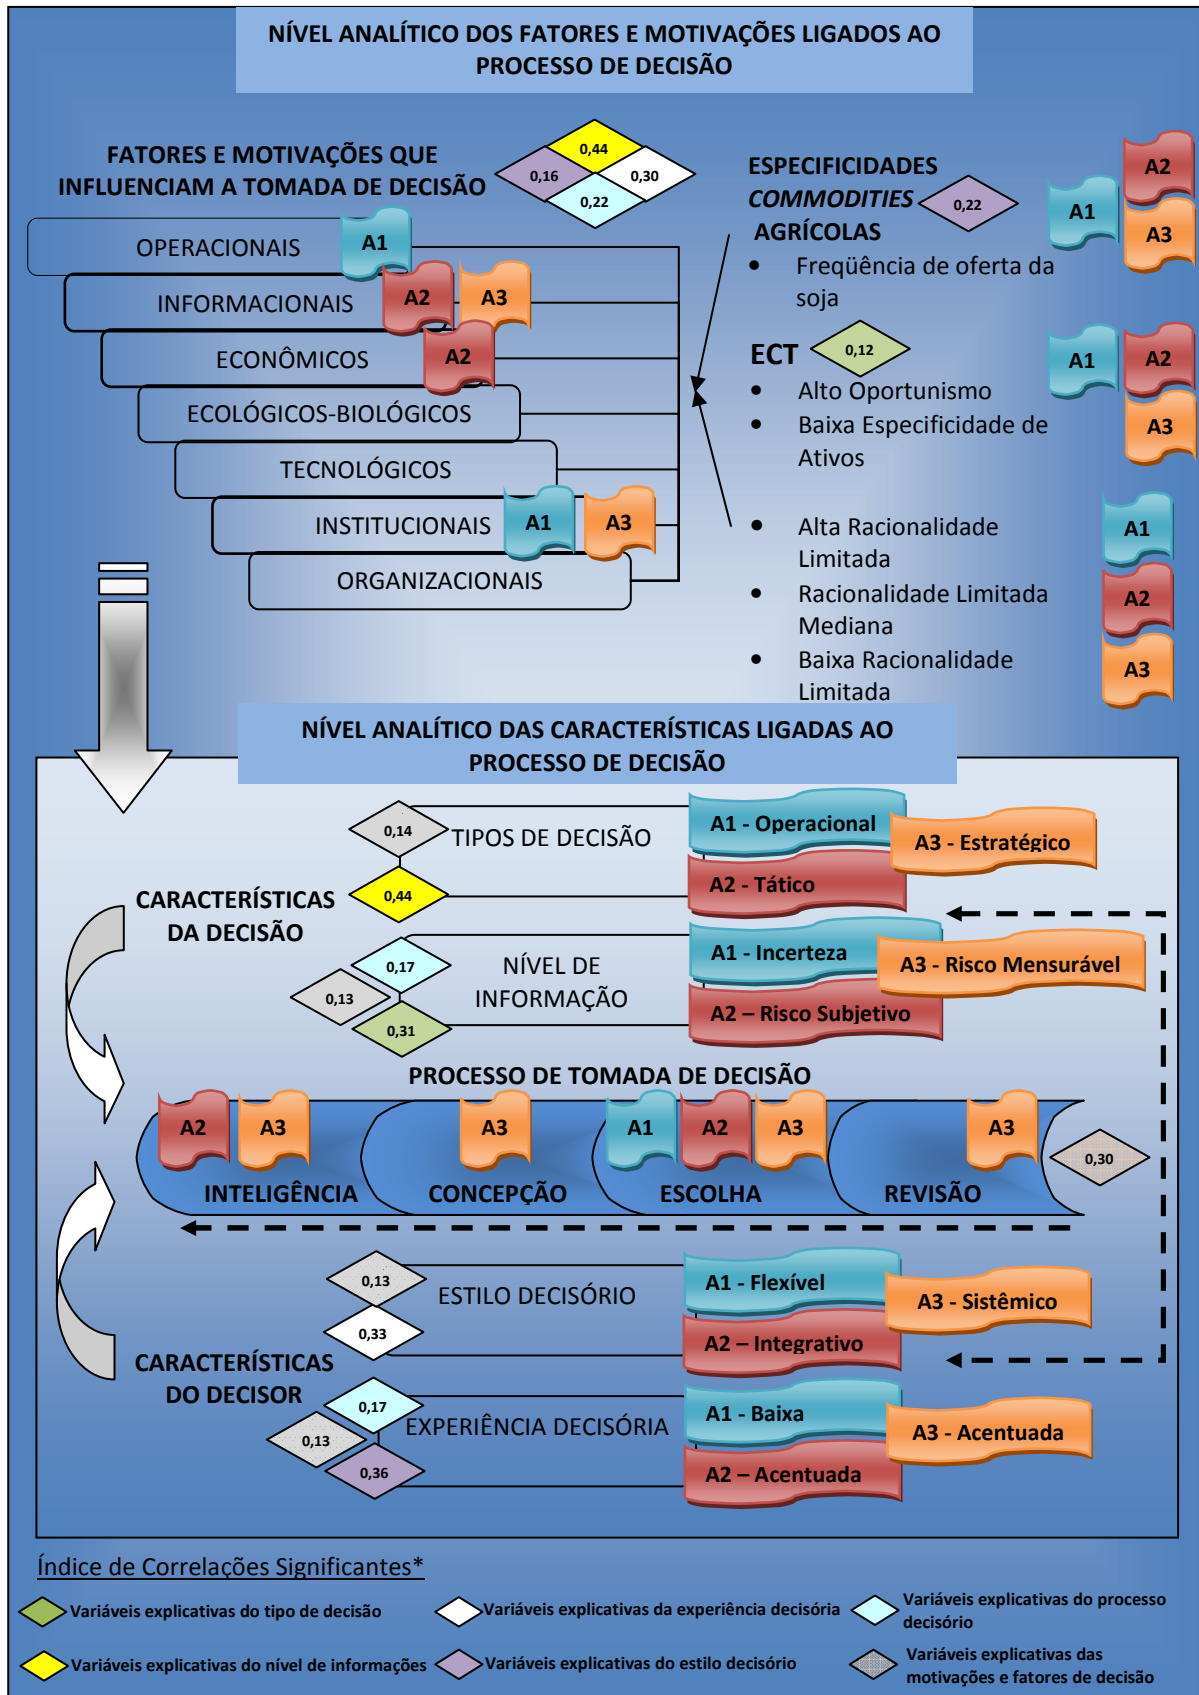 NÍVEL ANALÍTICO DOS FATORES E MOTIVAÇÕES LIGADOS AO
PROCESSO DE DECISÃO
FATORES E MOTIVAÇÕES QUE
INFLUENCIAM A TOMADA DE DECISÃO
0,44
0,16
0,30
0,22
OPERACIONAIS
A1
INFORMACIONAIS
A2
A3
ECONÔMICOS
A2
ECOLÓGICOS-BIOLÓGICOS
TECNOLÓGICOS
INSTITUCIONAIS
A1
A3
ORGANIZACIONAIS
ESPECIFICIDADES
COMMODITIES
AGRÍCOLAS
0,22
A1
A2
A3
• Freqüência de oferta da
soja
ECT
0,12
A1
A2
A3
• Alto Oportunismo
• Baixa Especificidade de
Ativos
• Alta Racionalidade
Limitada
A1
• Racionalidade Limitada
Mediana
A2
• Baixa Racionalidade
Limitada
A3
NÍVEL ANALÍTICO DAS CARACTERÍSTICAS LIGADAS AO
PROCESSO DE DECISÃO
CARACTERÍSTICAS
DA DECISÃO
0,14
0,44
TIPOS DE DECISÃO
A1 - Operacional
A2 - Tático
A3 - Estratégico
0,17
0,13
0,31
NÍVEL DE
INFORMAÇÃO
A1 - Incerteza
A2 – Risco Subjetivo
A3 - Risco Mensurável
PROCESSO DE TOMADA DE DECISÃO
A2
A3
A3
A1
A2
A3
A3
0,30
INTELIGÊNCIA
CONCEPÇÃO
ESCOLHA
REVISÃO
CARACTERÍSTICAS
DO DECISOR
0,13
0,33
ESTILO DECISÓRIO
A1 - Flexível
A2 – Integrativo
A3 - Sistêmico
0,17
0,13
0,36
EXPERIÊNCIA DECISÓRIA
A1 - Baixa
A2 – Acentuada
A3 - Acentuada
Índice de Correlações Significantes*
Variáveis explicativas do tipo de decisão
Variáveis explicativas da experiência decisória
Variáveis explicativas do processo
decisório
Variáveis explicativas do nível de informações
Variáveis explicativas do estilo decisório
Variáveis explicativas das
motivações e fatores de decisão